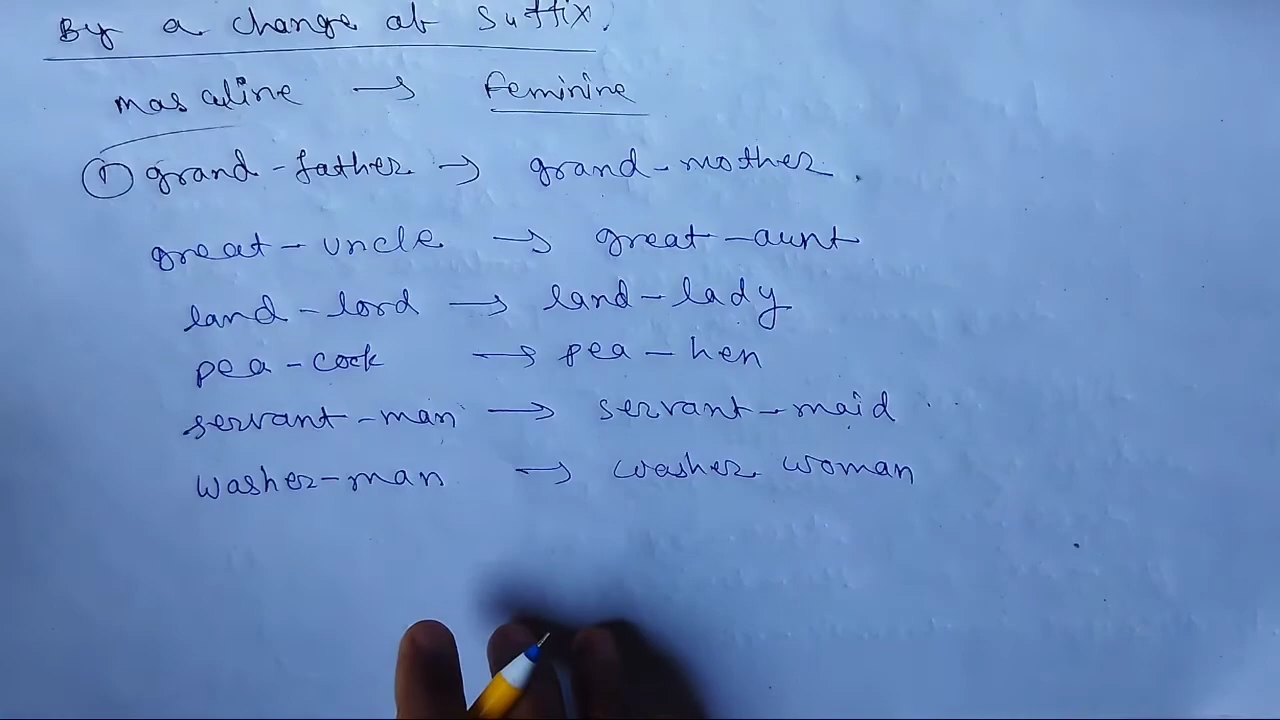 By a change ab suffix.
masculine → Feminine
① grand-father → grand-mother.
great-uncle → great-aunt
land-lord → land-lady
pea-cock → pea-hen
servant-man → servant-maid
washer-man → washer woman